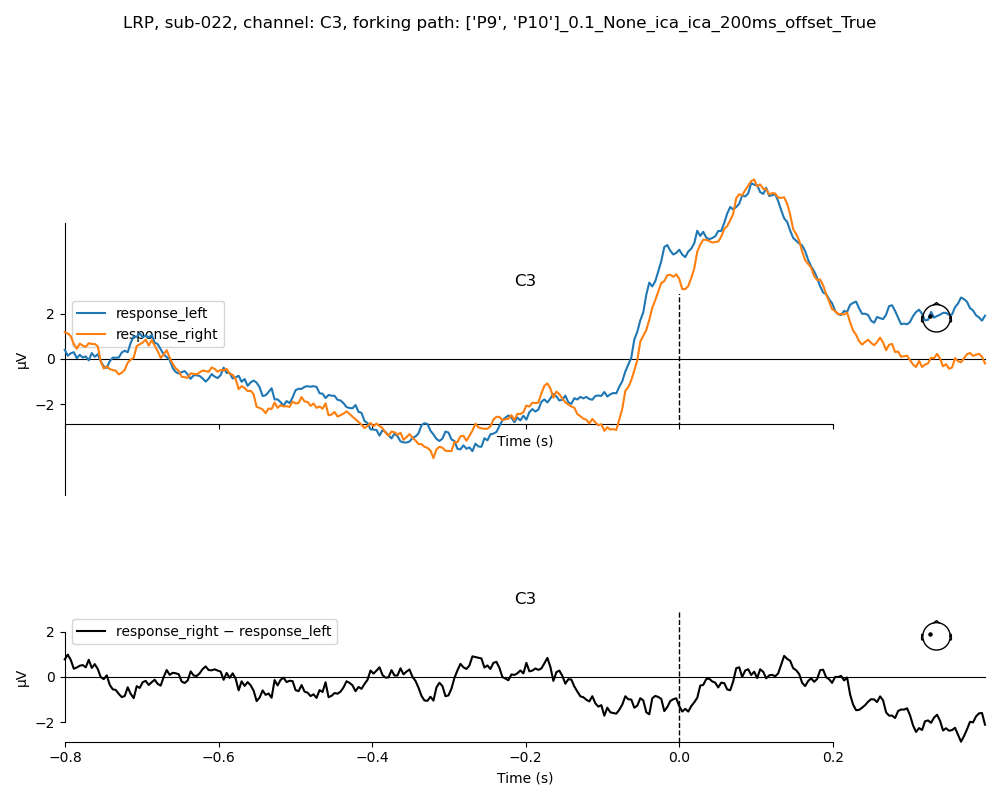 LRP, sub-022, channel: C3, forking path: ['P9', 'P10']_0.1_None_ica_ica_200ms_offset_True
C3
response_left
response_right
2
0
−2
µV
Time (s)
C3
response_right − response_left
2
0
−2
µV
−0.8
−0.6
−0.4
−0.2
0.0
0.2
Time (s)